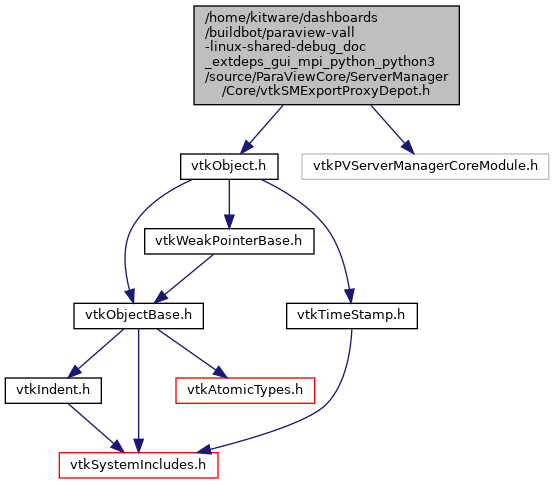 /home/kitware/dashboards
/buildbot/paraview-vall
-linux-shared-debug_doc
_extdeps_gui_mpi_python_python3
/source/ParaViewCore/ServerManager
/Core/vtkSMExportProxyDepot.h
vtkObject.h
vtkPVServerManagerCoreModule.h
vtkWeakPointerBase.h
vtkObjectBase.h
vtkTimeStamp.h
vtkIndent.h
vtkAtomicTypes.h
vtkSystemIncludes.h